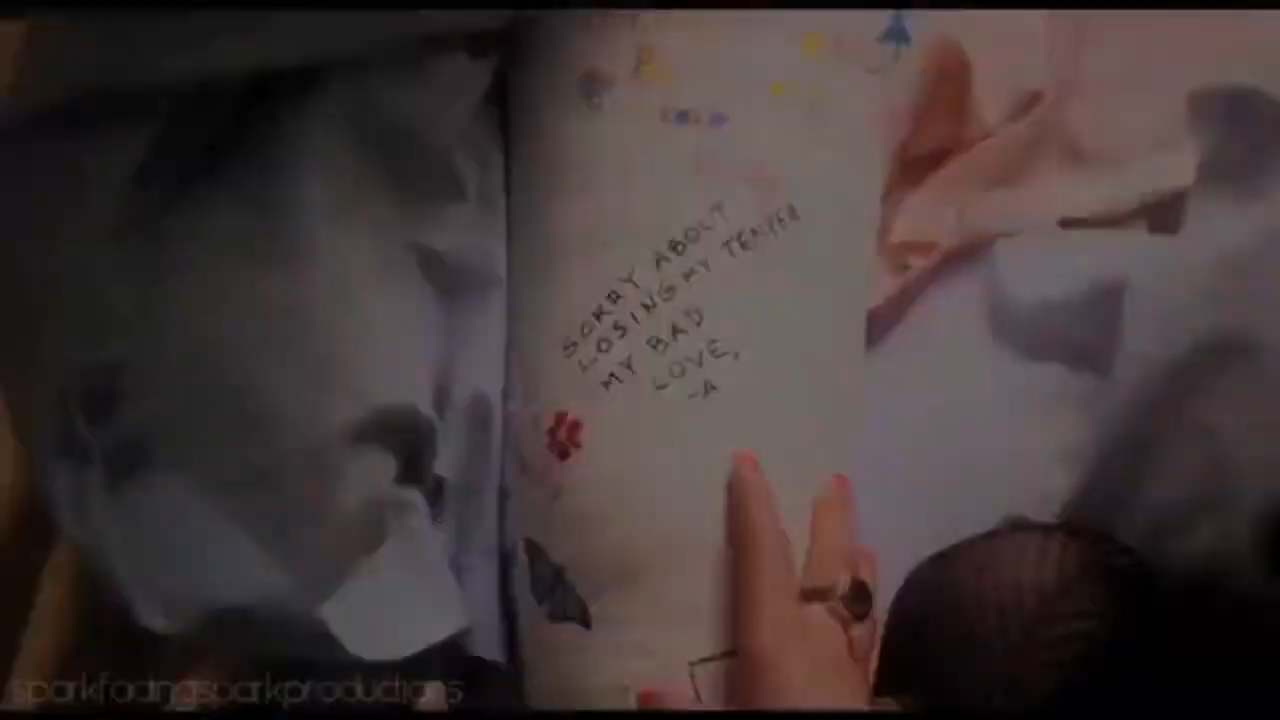 SORRY ABOUT
LOSING MY TEMPER
MY BAD
LOVE,
-A
sparkfadingsparkproductions